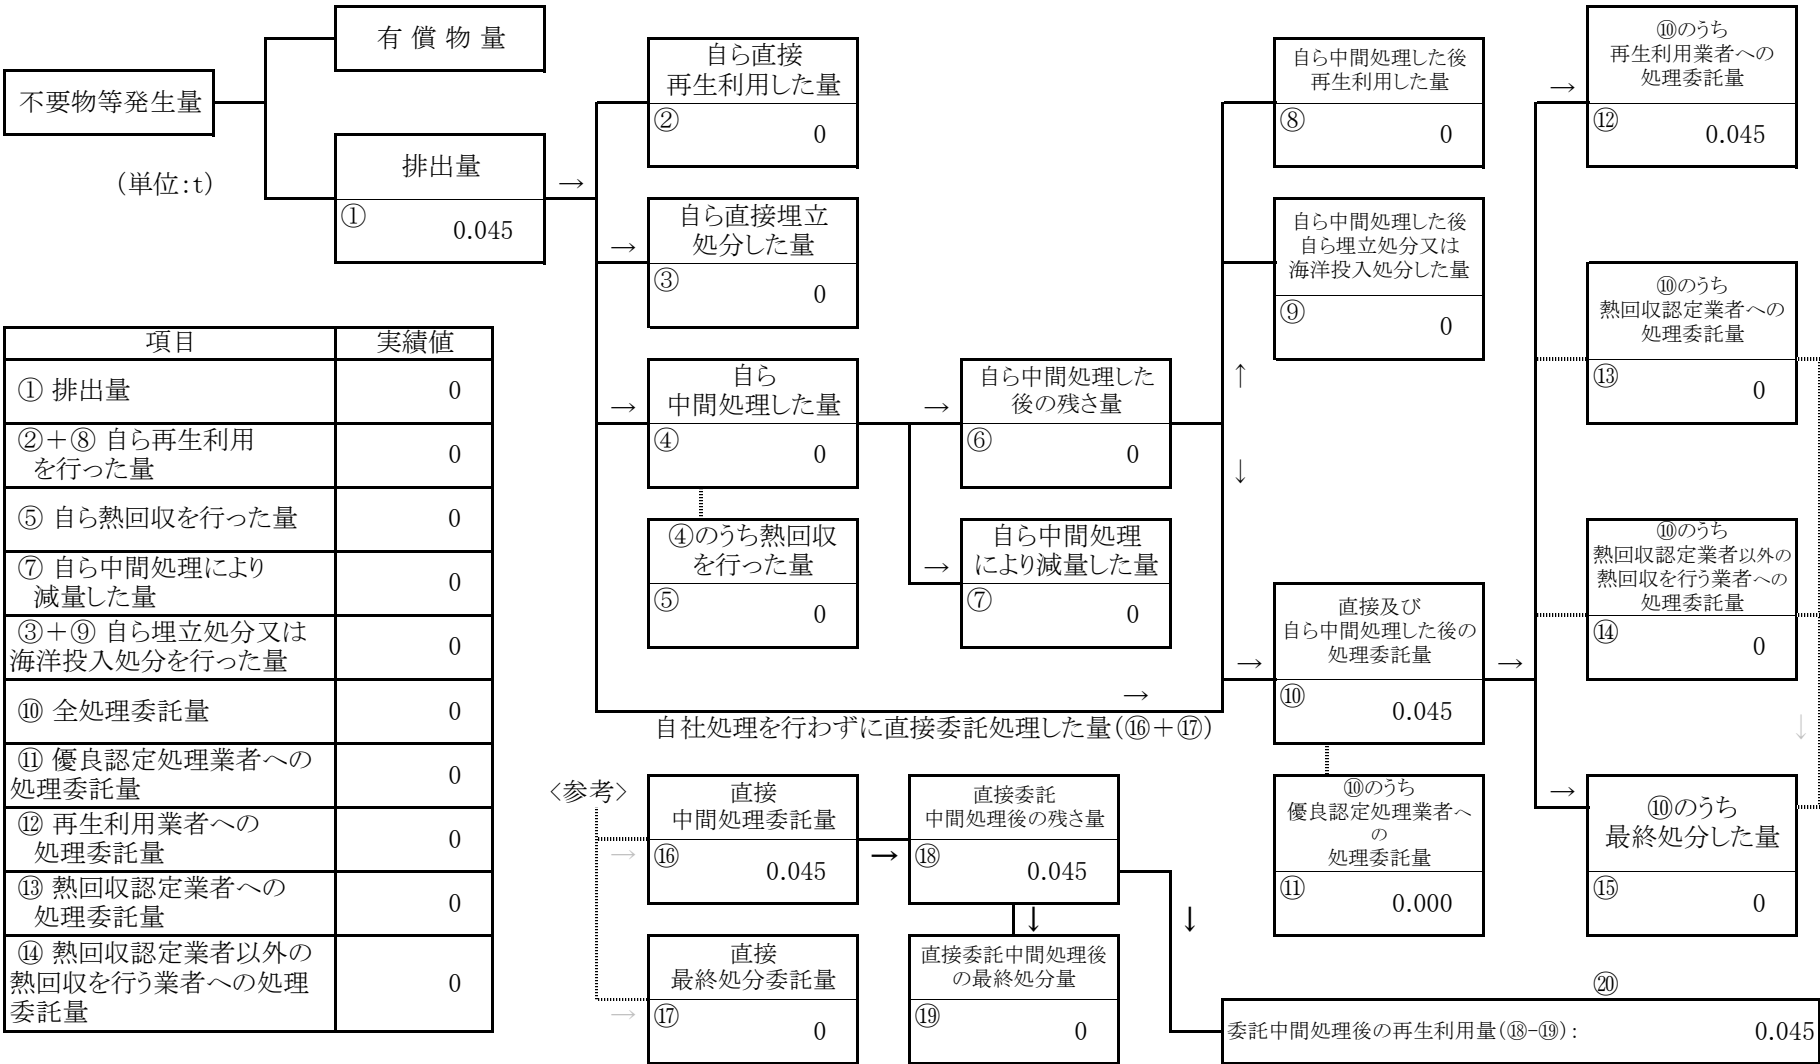 不要物等発生量
(単位:t)
有 償 物 量
排出量
① 0.045
→
自ら直接
再生利用した量
② 0
→
自ら直接埋立
処分した量
③ 0
→
自ら
中間処理した量
④ 0
④のうち熱回収
を行った量
⑤ 0
→
自ら中間処理した
後の残さ量
⑥ 0
→
自ら中間処理
により減量した量
⑦ 0
↑
↓
自ら中間処理した後
再生利用した量
⑧ 0
自ら中間処理した後
自ら埋立処分又は
海洋投入処分した量
⑨ 0
→
自社処理を行わずに直接委託処理した量(⑯+⑰)
→
直接及び
自ら中間処理した後の
処理委託量
⑩ 0.045
→
⑩のうち
優良認定処理業者へ
の
処理委託量
⑪ 0.000
→
⑩のうち
再生利用業者への
処理委託量
⑫ 0.045
⑩のうち
熱回収認定業者への
処理委託量
⑬ 0
⑩のうち
熱回収認定業者以外の
熱回収を行う業者への
処理委託量
⑭ 0
↓
→
⑩のうち
最終処分した量
⑮ 0
項目 実績値
① 排出量 0
②+⑧ 自ら再生利用
を行った量 0
⑤ 自ら熱回収を行った量 0
⑦ 自ら中間処理により
減量した量 0
③+⑨ 自ら埋立処分又は
海洋投入処分を行った量 0
⑩ 全処理委託量 0
⑪ 優良認定処理業者への
処理委託量 0
⑫ 再生利用業者への
処理委託量 0
⑬ 熱回収認定業者への
処理委託量 0
⑭ 熱回収認定業者以外の
熱回収を行う業者への処理
委託量 0
<参考>
→
直接
中間処理委託量
⑯ 0.045
→
直接
最終処分委託量
⑰ 0
→
直接委託
中間処理後の残さ量
⑱ 0.045
↓
直接委託中間処理後
の最終処分量
⑲ 0
↓
⑳
委託中間処理後の再生利用量(⑱-⑲): 0.045